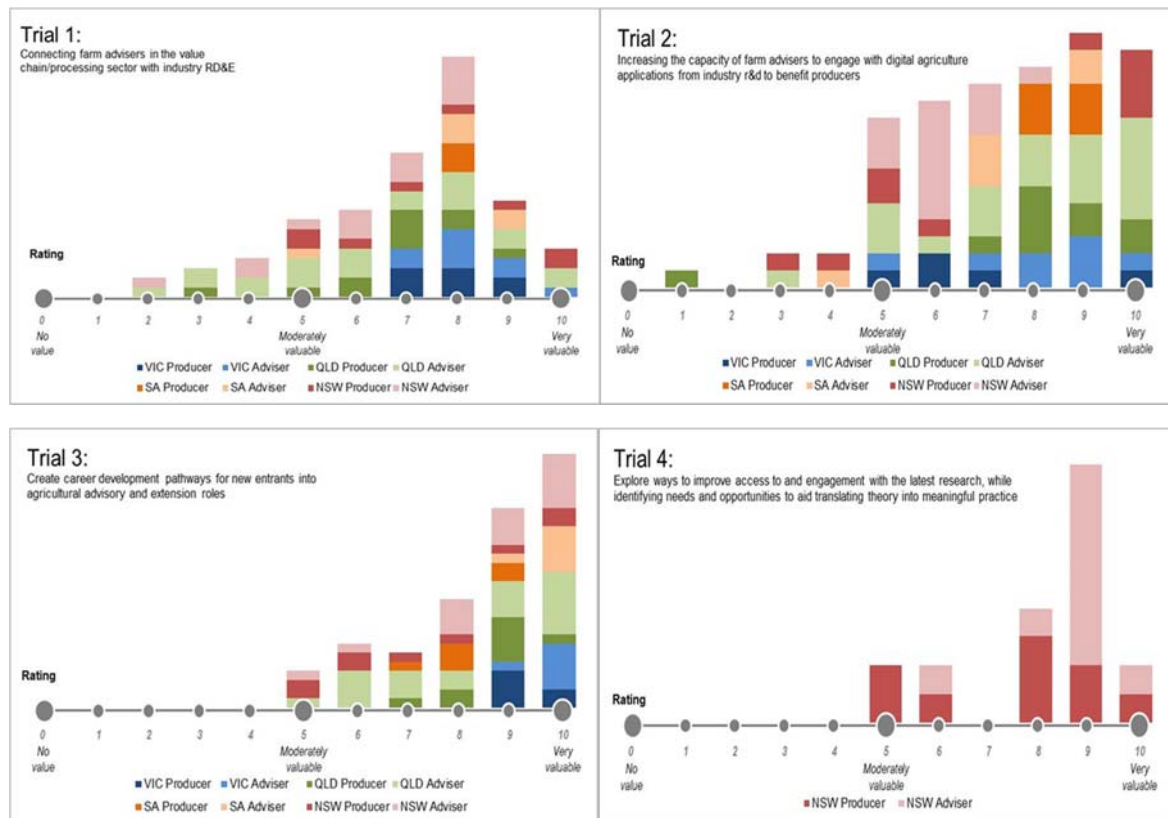 Trial 1:
Connecting farm advisers in the value
chain/processing sector with industry RD&E
Rating
0 1 2 3 4 5 6 7 8 9 10
No value
Moderately valuable
Very valuable
VIC Producer VIC Adviser QLD Producer QLD Adviser
SA Producer SA Adviser NSW Producer NSW Adviser
Trial 2:
Increasing the capacity of farm advisers to engage with digital agriculture
applications from industry r&d to benefit producers
Rating
0 1 2 3 4 5 6 7 8 9 10
No value
Moderately valuable
Very valuable
VIC Producer VIC Adviser QLD Producer QLD Adviser
SA Producer SA Adviser NSW Producer NSW Adviser
Trial 3:
Create career development pathways for new entrants into
agricultural advisory and extension roles
Rating
0 1 2 3 4 5 6 7 8 9 10
No value
Moderately valuable
Very valuable
VIC Producer VIC Adviser QLD Producer QLD Adviser
SA Producer SA Adviser NSW Producer NSW Adviser
Trial 4:
Explore ways to improve access to and engagement with the latest research, while
identifying needs and opportunities to aid translating theory into meaningful practice
Rating
0 1 2 3 4 5 6 7 8 9 10
No value
Moderately valuable
Very valuable
NSW Producer NSW Adviser